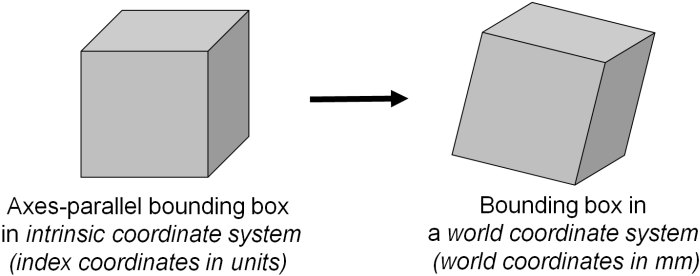 Axes-parallel bounding box
in intrinsic coordinate system
(index coordinates in units)
Bounding box in
a world coordinate system
(world coordinates in mm)